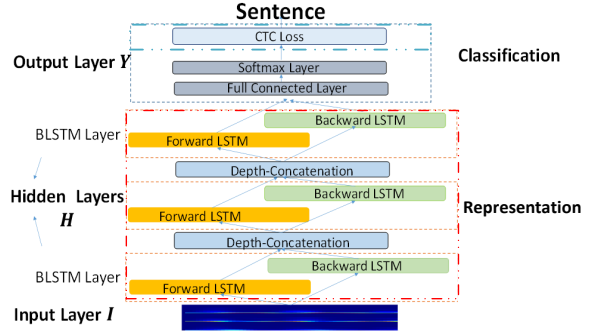 Sentence
CTC Loss
Output Layer Y
Classification
Softmax Layer
Full Connected Layer
Backward LSTM
BLSTM Layer
Forward LSTM
Depth-Concatenation
Backward LSTM
Hidden Layers
H
Representation
Forward LSTM
Depth-Concatenation
Backward LSTM
BLSTM Layer
Forward LSTM
Input Layer I